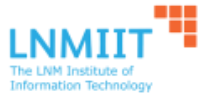 LNMIIT
The LNM Institute of
Information Technology